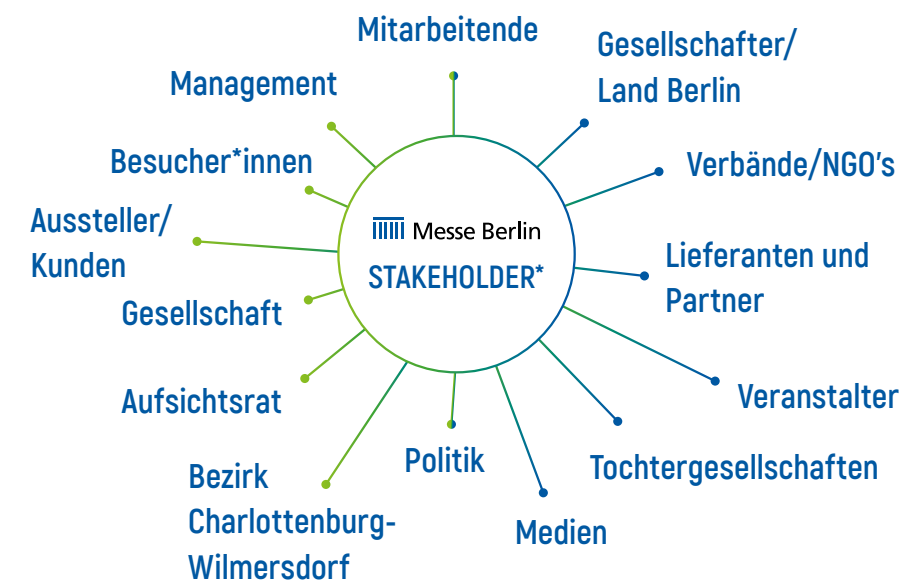 Mitarbeitende
Gesellschafter/
Land Berlin
Management
Besucher*innen
Verbände/NGO's
Aussteller/
Kunden
Messe Berlin
STAKEHOLDER*
Lieferanten und
Partner
Gesellschaft
Aufsichtsrat
Veranstalter
Politik
Tochtergesellschaften
Bezirk
Charlottenburg-
Wilmersdorf
Medien